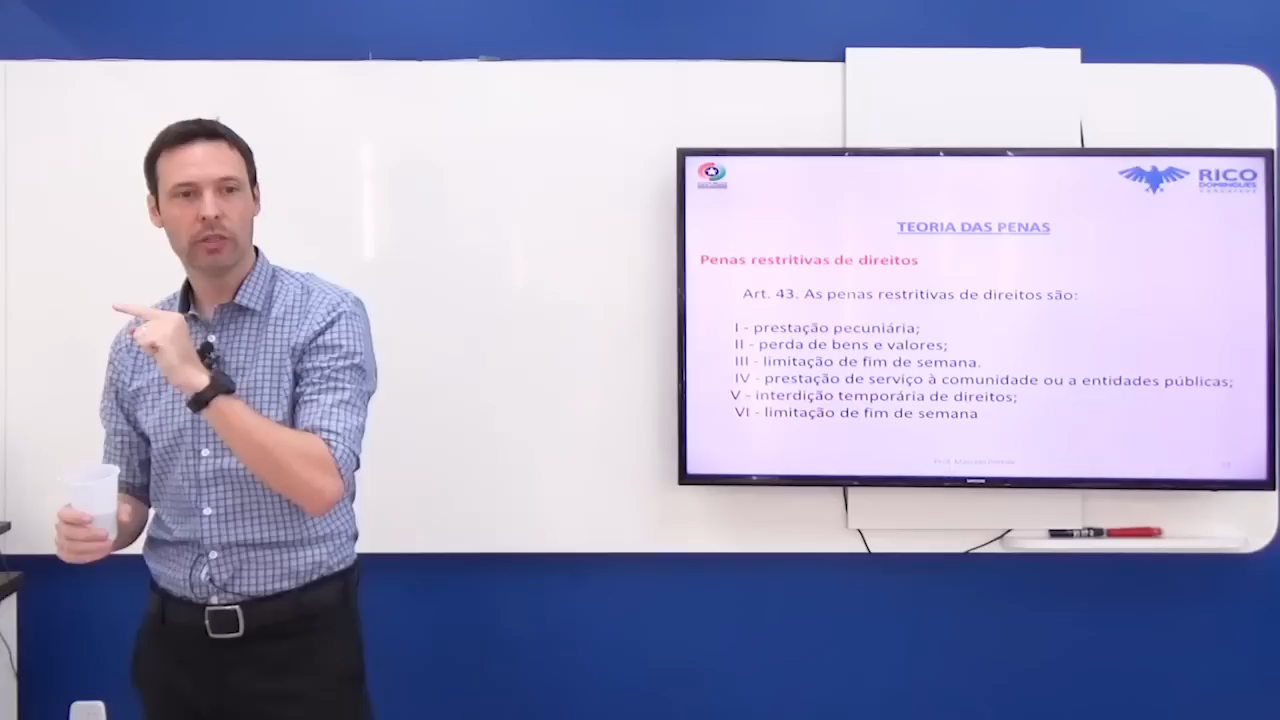 RICO
DOMINGUES
TEORIA DAS PENAS
Penas restritivas de direitos
Art. 43. As penas restritivas de direitos são:
I - prestação pecuniária;
II - perda de bens e valores;
III - limitação de fim de semana.
IV - prestação de serviço à comunidade ou a entidades públicas;
V - interdição temporária de direitos;
VI - limitação de fim de semana